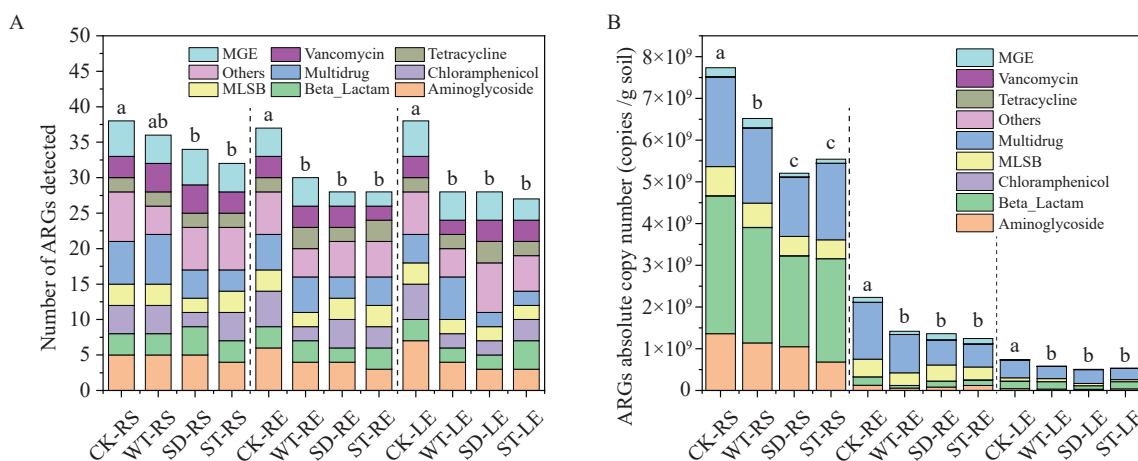 A
Number of ARGs detected
50
45
40
35
30
25
20
15
10
5
0
MGE Vancomycin Tetracycline
Others Multidrug Chloramphenicol
MLSB Beta_Lactam Aminoglycoside
a ab b b a b b b a b b b
CK-RS WT-RS SD-RS ST-RS CK-RE WT-RE SD-RE ST-RE CK-LE WT-LE SD-LE ST-LE
B
ARGs absolute copy number (copies /g soil)
8×10⁹
7×10⁹
6×10⁹
5×10⁹
4×10⁹
3×10⁹
2×10⁹
1×10⁹
0
MGE
Vancomycin
Tetracycline
Others
Multidrug
MLSB
Chloramphenicol
Beta_Lactam
Aminoglycoside
a b c c a b b b a b b b
CK-RS WT-RS SD-RS ST-RS CK-RE WT-RE SD-RE ST-RE CK-LE WT-LE SD-LE ST-LE